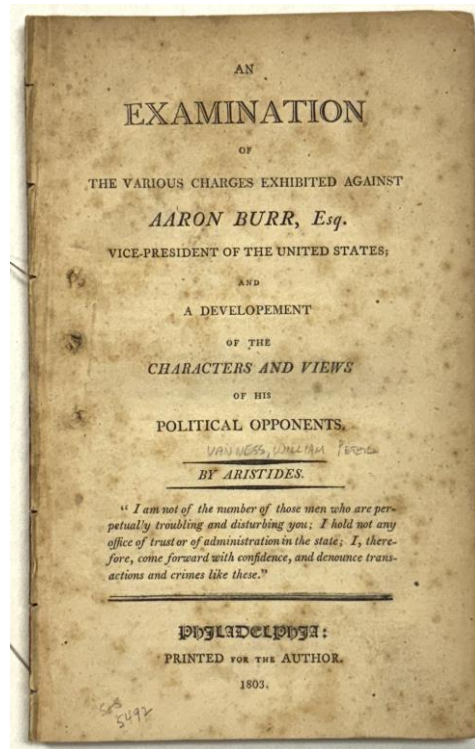 AN
EXAMINATION
OF
THE VARIOUS CHARGES EXHIBITED AGAINST
AARON BURR, Esq.
VICE-PRESIDENT OF THE UNITED STATES;
AND
A DEVELOPEMENT
OF THE
CHARACTERS AND VIEWS
OF HIS
POLITICAL OPPONENTS.
VAN NESS, WILLIAM PETER
BY ARISTIDES.
" I am not of the number of those men who are per-
petually troubling and disturbing you; I hold not any
office of trust or of administration in the state; I, there-
fore, come forward with confidence, and denounce trans-
actions and crimes like these."
PHILADELPHIA:
PRINTED FOR THE AUTHOR.
1803.
5492